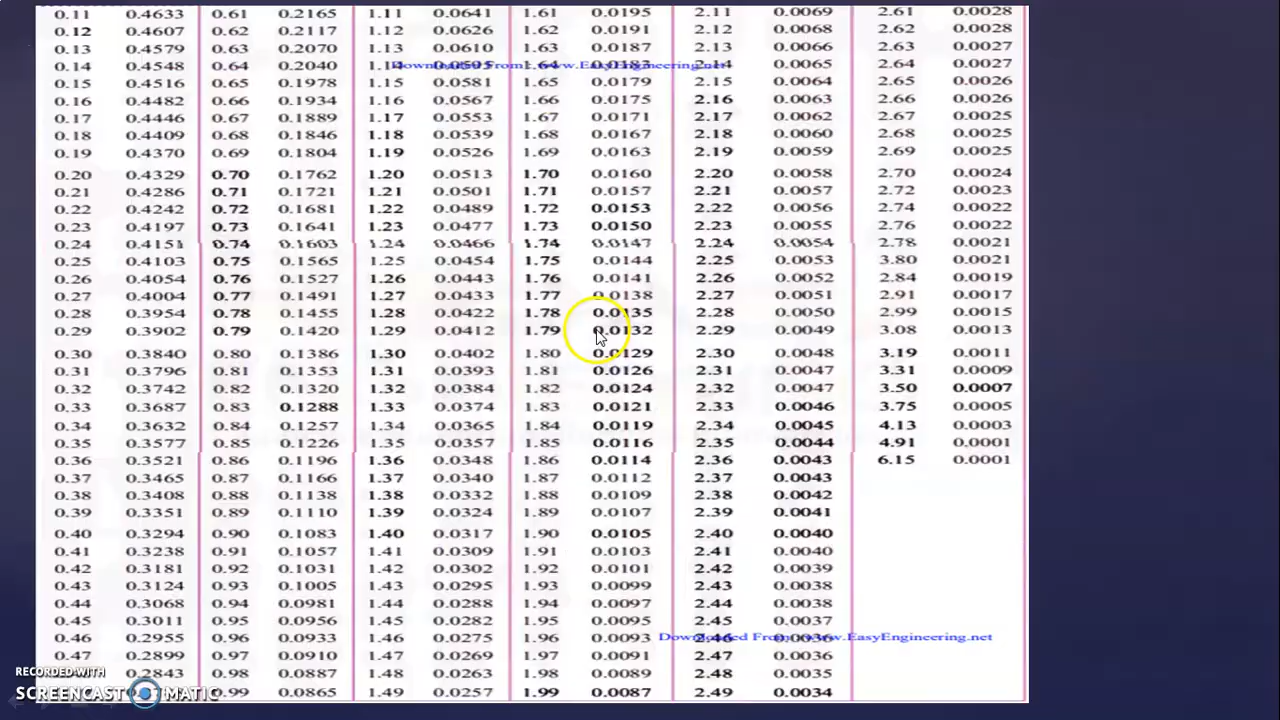 0.11 0.4633 0.61 0.2165 1.11 0.0641 1.61 0.0195 2.11 0.0069 2.61 0.0028
0.12 0.4607 0.62 0.2117 1.12 0.0626 1.62 0.0191 2.12 0.0068 2.62 0.0028
0.13 0.4579 0.63 0.2070 1.13 0.0610 1.63 0.0187 2.13 0.0066 2.63 0.0027
0.14 0.4548 0.64 0.2040 1.14 0.0595 1.64 0.0183 2.14 0.0065 2.64 0.0027
Downloaded From : www.EasyEngineering.net
0.15 0.4516 0.65 0.1978 1.15 0.0581 1.65 0.0179 2.15 0.0064 2.65 0.0026
0.16 0.4482 0.66 0.1934 1.16 0.0567 1.66 0.0175 2.16 0.0063 2.66 0.0026
0.17 0.4446 0.67 0.1889 1.17 0.0553 1.67 0.0171 2.17 0.0062 2.67 0.0025
0.18 0.4409 0.68 0.1846 1.18 0.0539 1.68 0.0167 2.18 0.0060 2.68 0.0025
0.19 0.4370 0.69 0.1804 1.19 0.0526 1.69 0.0163 2.19 0.0059 2.69 0.0025
0.20 0.4329 0.70 0.1762 1.20 0.0513 1.70 0.0160 2.20 0.0058 2.70 0.0024
0.21 0.4286 0.71 0.1721 1.21 0.0501 1.71 0.0157 2.21 0.0057 2.72 0.0023
0.22 0.4242 0.72 0.1681 1.22 0.0489 1.72 0.0153 2.22 0.0056 2.74 0.0022
0.23 0.4197 0.73 0.1641 1.23 0.0477 1.73 0.0150 2.23 0.0055 2.76 0.0022
0.24 0.4151 0.74 0.1603 1.24 0.0466 1.74 0.0147 2.24 0.0054 2.78 0.0021
0.25 0.4103 0.75 0.1565 1.25 0.0454 1.75 0.0144 2.25 0.0053 3.80 0.0021
0.26 0.4054 0.76 0.1527 1.26 0.0443 1.76 0.0141 2.26 0.0052 2.84 0.0019
0.27 0.4004 0.77 0.1491 1.27 0.0433 1.77 0.0138 2.27 0.0051 2.91 0.0017
0.28 0.3954 0.78 0.1455 1.28 0.0422 1.78 0.0135 2.28 0.0050 2.99 0.0015
0.29 0.3902 0.79 0.1420 1.29 0.0412 1.79 0.0132 2.29 0.0049 3.08 0.0013
0.30 0.3840 0.80 0.1386 1.30 0.0402 1.80 0.0129 2.30 0.0048 3.19 0.0011
0.31 0.3796 0.81 0.1353 1.31 0.0393 1.81 0.0126 2.31 0.0047 3.31 0.0009
0.32 0.3742 0.82 0.1320 1.32 0.0384 1.82 0.0124 2.32 0.0047 3.50 0.0007
0.33 0.3687 0.83 0.1288 1.33 0.0374 1.83 0.0121 2.33 0.0046 3.75 0.0005
0.34 0.3632 0.84 0.1257 1.34 0.0365 1.84 0.0119 2.34 0.0045 4.13 0.0003
0.35 0.3577 0.85 0.1226 1.35 0.0357 1.85 0.0116 2.35 0.0044 4.91 0.0001
0.36 0.3521 0.86 0.1196 1.36 0.0348 1.86 0.0114 2.36 0.0043 6.15 0.0001
0.37 0.3465 0.87 0.1166 1.37 0.0340 1.87 0.0112 2.37 0.0043
0.38 0.3408 0.88 0.1138 1.38 0.0332 1.88 0.0109 2.38 0.0042
0.39 0.3351 0.89 0.1110 1.39 0.0324 1.89 0.0107 2.39 0.0041
0.40 0.3294 0.90 0.1083 1.40 0.0317 1.90 0.0105 2.40 0.0040
0.41 0.3238 0.91 0.1057 1.41 0.0309 1.91 0.0103 2.41 0.0040
0.42 0.3181 0.92 0.1031 1.42 0.0302 1.92 0.0101 2.42 0.0039
0.43 0.3124 0.93 0.1005 1.43 0.0295 1.93 0.0099 2.43 0.0038
0.44 0.3068 0.94 0.0981 1.44 0.0288 1.94 0.0097 2.44 0.0038
0.45 0.3011 0.95 0.0956 1.45 0.0282 1.95 0.0095 2.45 0.0037
0.46 0.2955 0.96 0.0933 1.46 0.0275 1.96 0.0093 2.46 0.0036
Downloaded From : www.EasyEngineering.net
0.47 0.2899 0.97 0.0910 1.47 0.0269 1.97 0.0091 2.47 0.0036
0.2843 0.98 0.0887 1.48 0.0263 1.98 0.0089 2.48 0.0035
0.99 0.0865 1.49 0.0257 1.99 0.0087 2.49 0.0034
RECORDED WITH
SCREENCAST MATIC